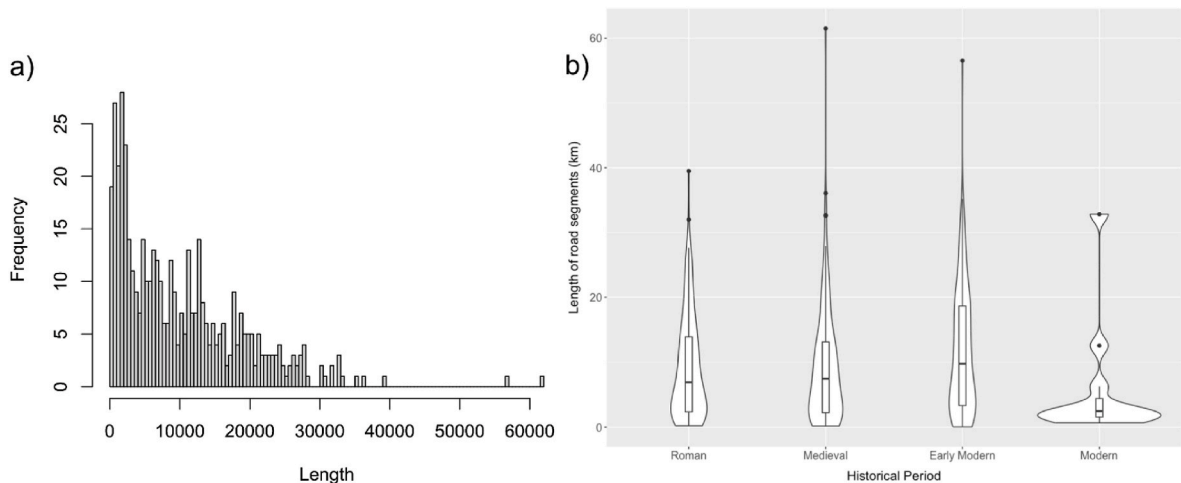 a)
Frequency
25
20
15
10
5
0
0 10000 20000 30000 40000 50000 60000
Length
b)
Length of road segments (km)
60
40
20
0
Roman Medieval Early Modern Modern
Historical Period